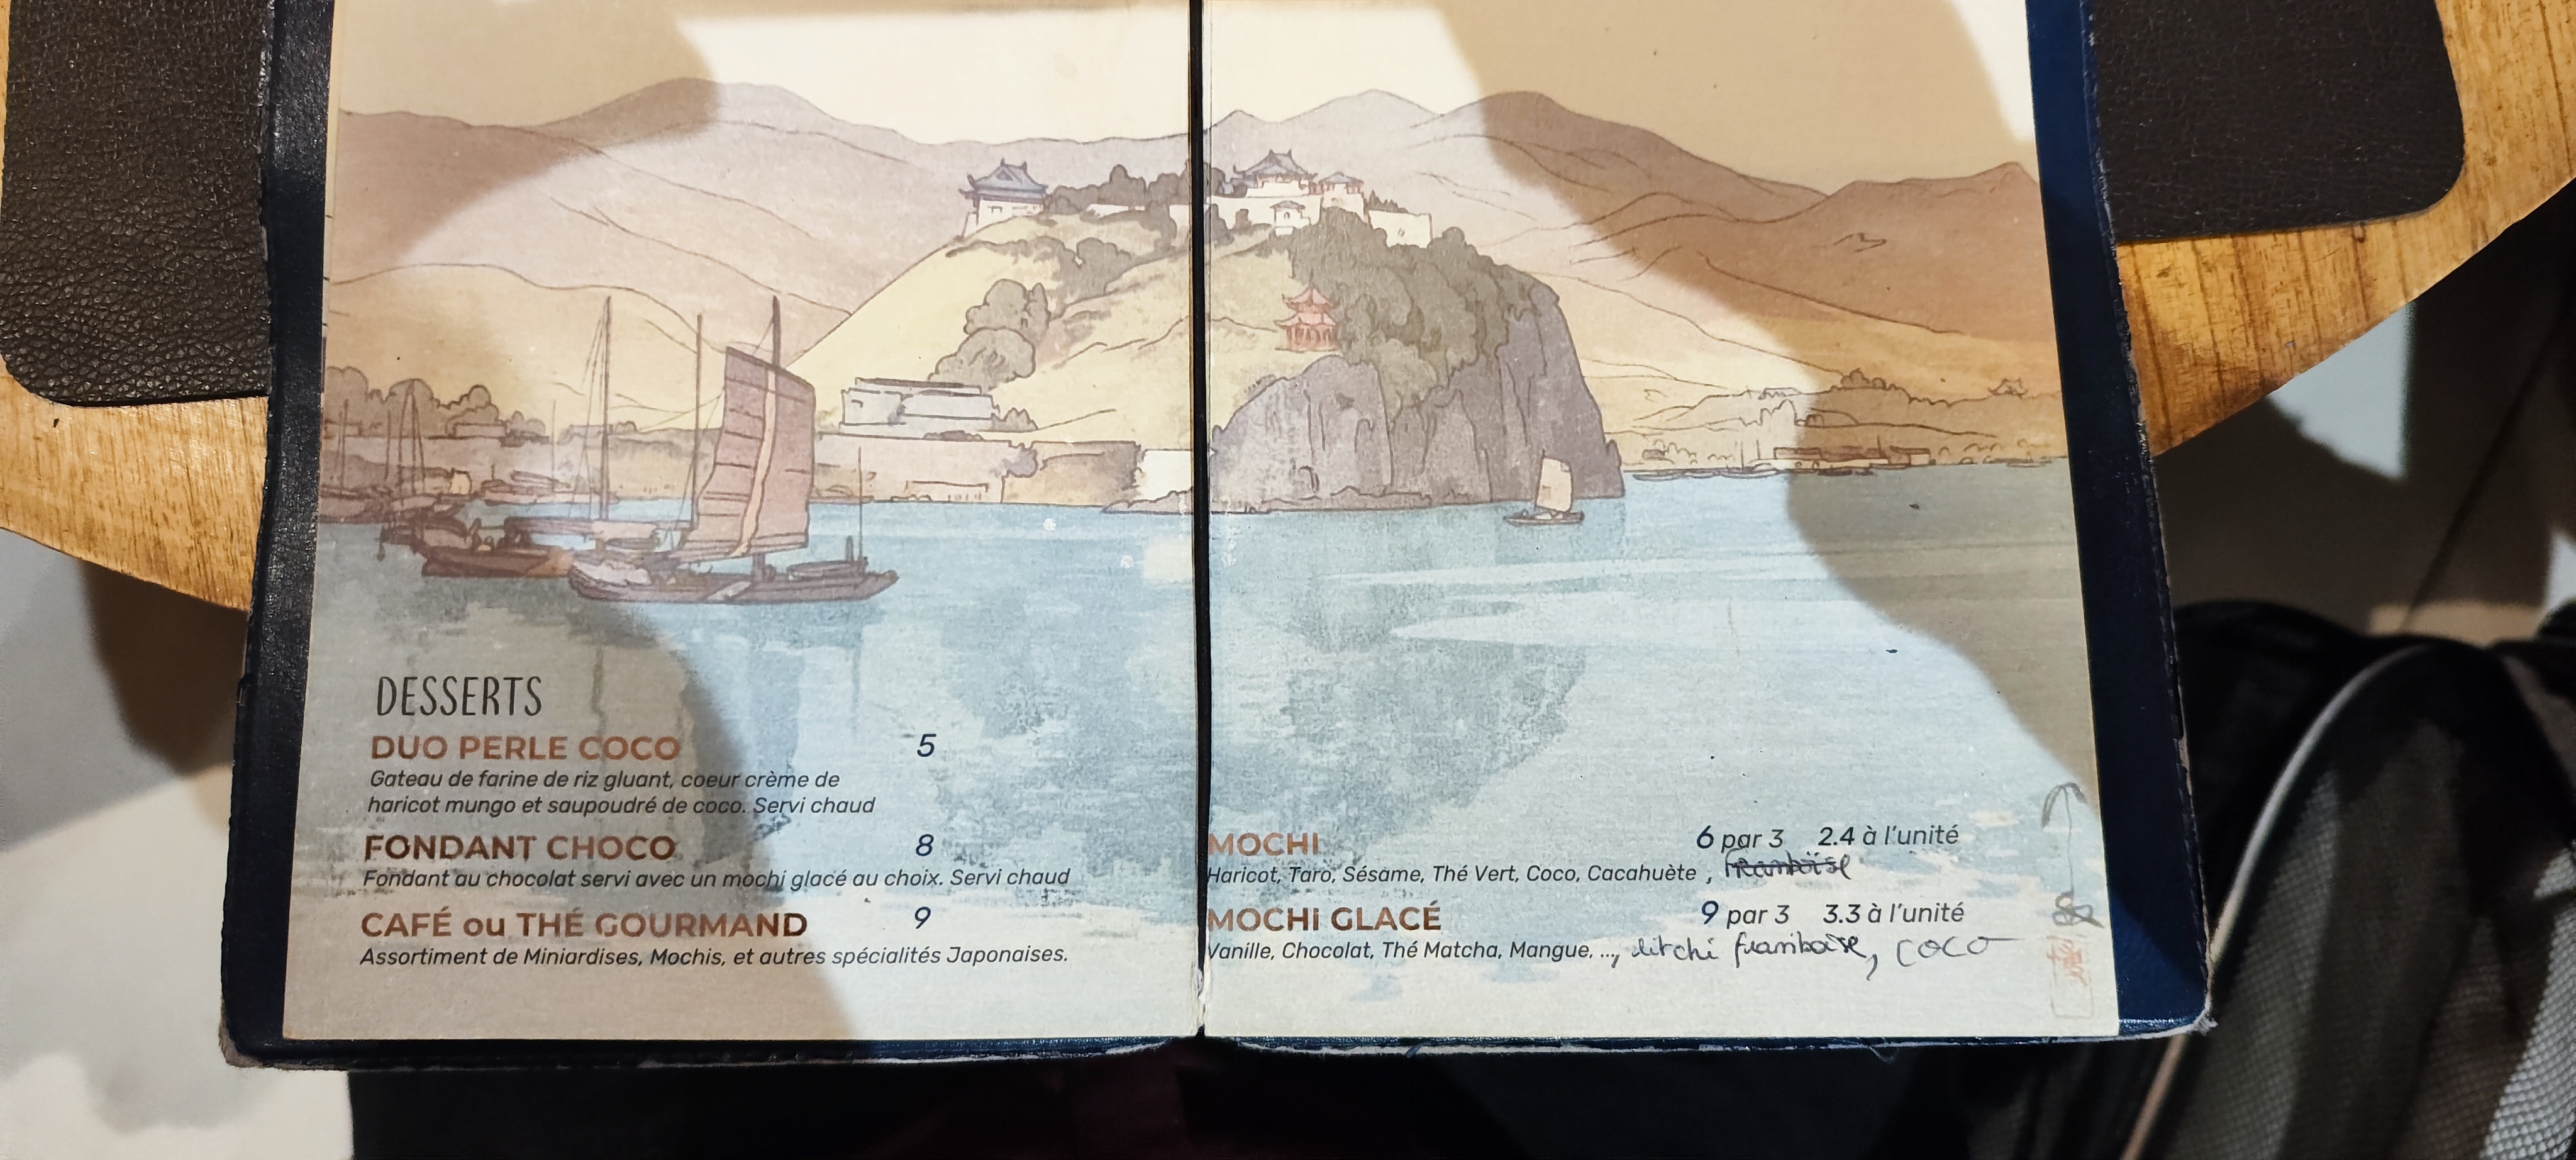 DESSERTS
DUO PERLE COCO 5
Gateau de farine de riz gluant, coeur crème de
haricot mungo et saupoudré de coco. Servi chaud
FONDANT CHOCO 8
Fondant au chocolat servi avec un mochi glacé au choix. Servi chaud
CAFÉ ou THÉ GOURMAND 9
Assortiment de Miniardises, Mochis, et autres spécialités Japonaises.
MOCHI 6 par 3 2.4 à l'unité
Haricot, Taro, Sésame, Thé Vert, Coco, Cacahuète , framboise
MOCHi GLACÉ 9 par 3 3.3 à l'unité
Vanille, Chocolat, Thé Matcha, Mangue, ..., litchi framboise, coco